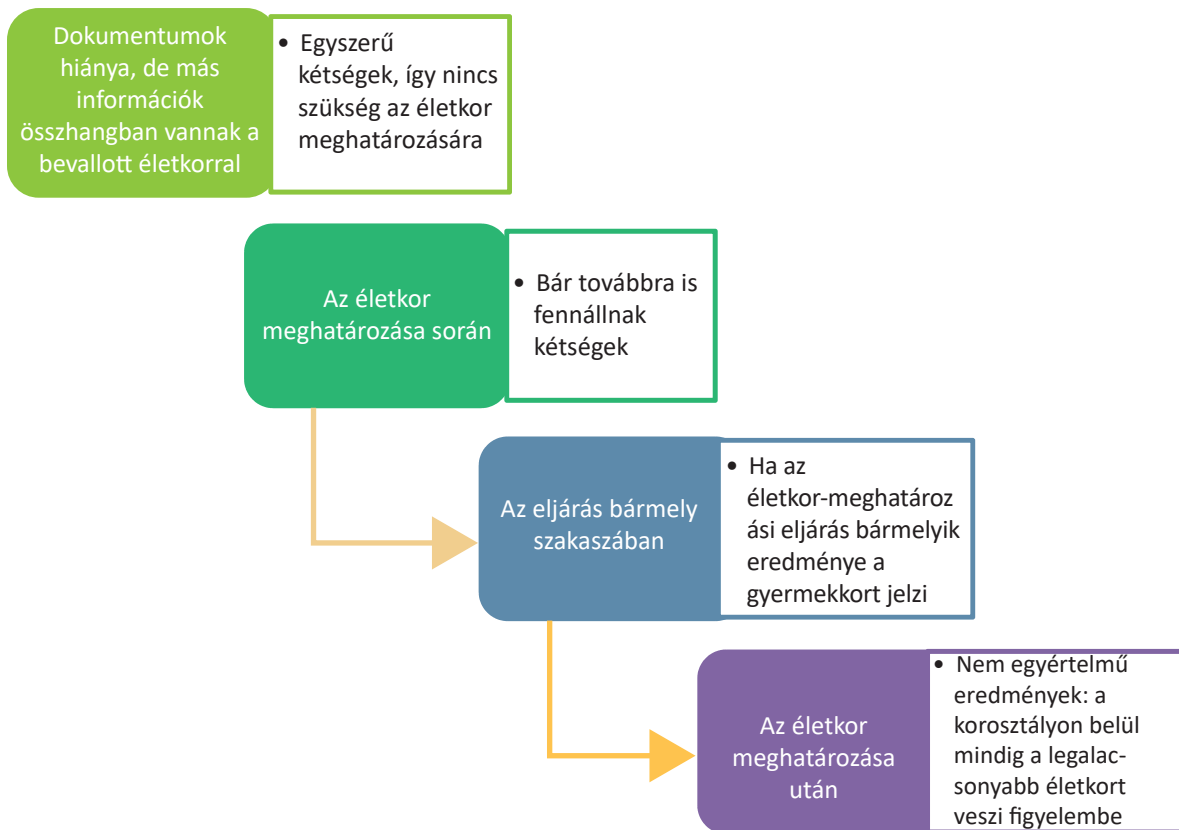 Dokumentumok
hiánya, de más
információk
összhangban vannak a
bevallott életkorral
• Egyszerű
kétségek, így nincs
szükség az életkor
meghatározására
Az életkor
meghatározása során
• Bár továbbra is
fennállnak
kétségek
Az eljárás bármely
szakaszában
• Ha az
életkor-meghatároz
ási eljárás bármelyik
eredménye a
gyermekkort jelzi
Az életkor
meghatározása
után
• Nem egyértelmű
eredmények: a
korosztályon belül
mindig a legalac-
sonyabb életkort
veszi figyelembe